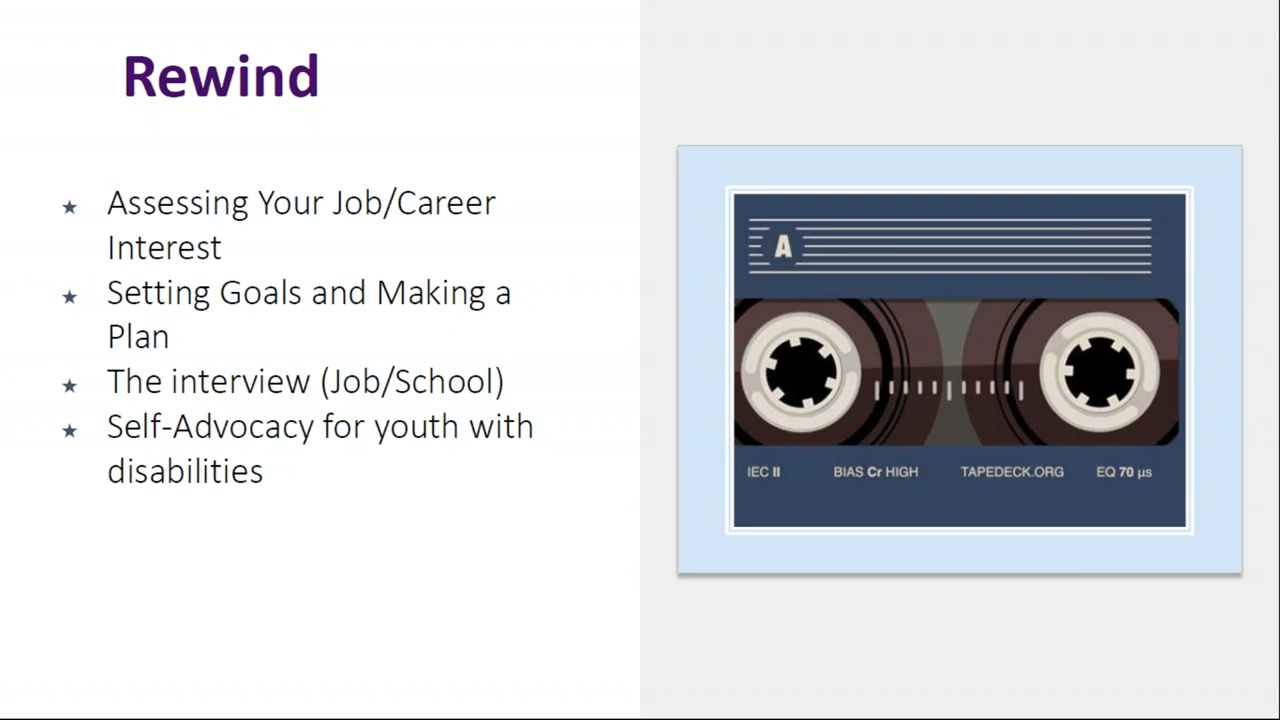 Rewind
★ Assessing Your Job/Career
Interest
★ Setting Goals and Making a
Plan
★ The interview (Job/School)
★ Self-Advocacy for youth with
disabilities
A
IEC II BIAS Cr HIGH TAPEDECK.ORG EQ 70 µs